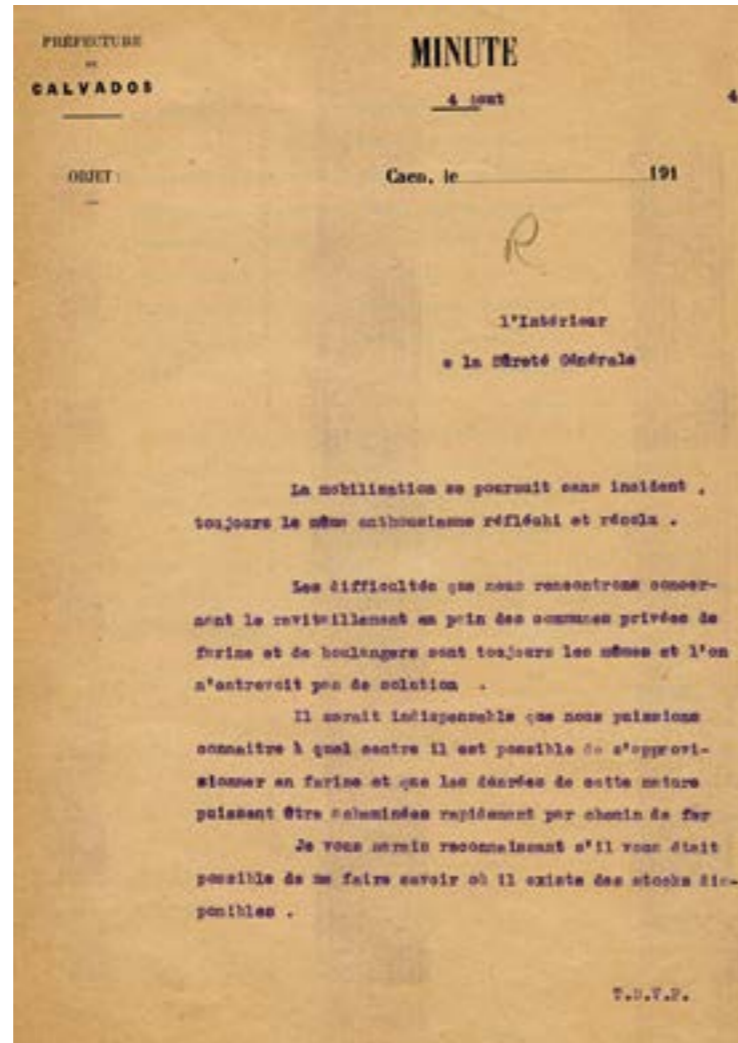 PRÉFECTURE
DE
CALVADOS
MINUTE
4 août
4
OBJET :
Caen, le 191
R
l'Intérieur
e la Sûreté Générale
La mobilisation se poursuit sans incident ,
toujours le même enthousiasme réfléchi et résolu .
Les difficultés que nous rencontrons concer-
nant le ravitaillement en pain des communes privées de
farine et de boulangers sont toujours les mêmes et l'on
n'entrevoit pas de solution .
Il serait indispensable que nous puissions
connaitre à quel centre il est possible de s'approvi-
sionner en farine et que les denrées de cette nature
puissent être acheminées rapidement par chemin de fer
Je vous serais reconnaissant s'il vous était
possible de me faire savoir où il existe des stocks dis-
ponibles .